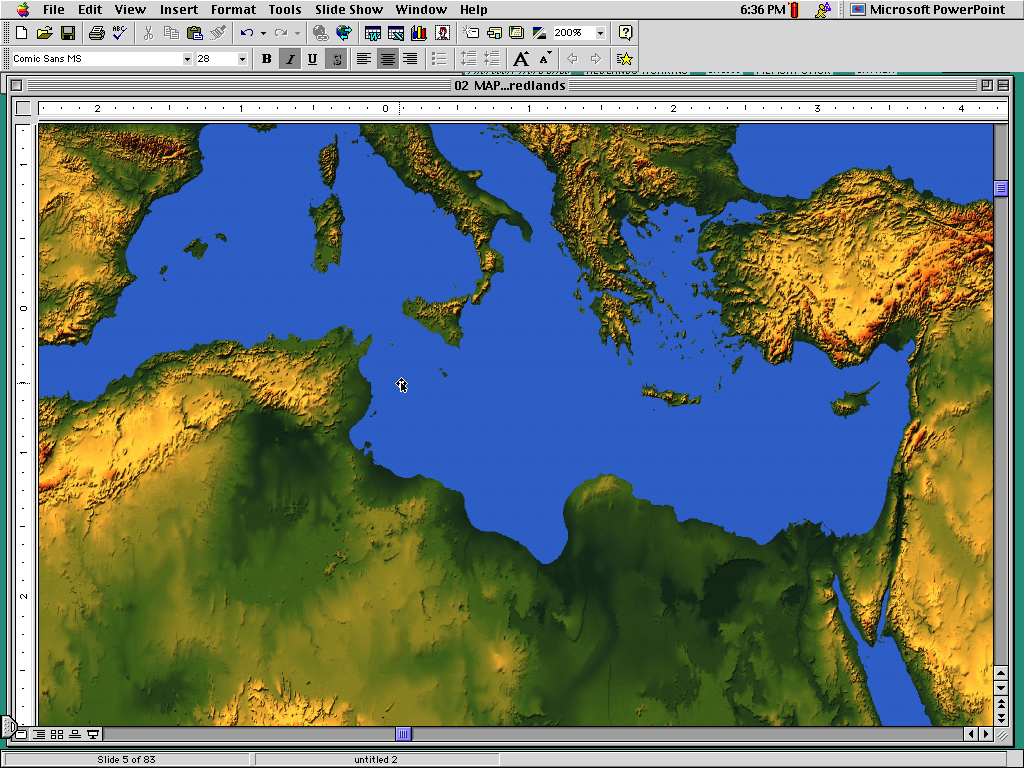 File Edit View Insert Format Tools Slide Show Window Help 6:36 PM Microsoft PowerPoint
ABC 200% ?
Comic Sans MS 28 B I U S A A
02 MAP...redlands
2 1 0 1 2 3 4
1
0
1
2
Slide 5 of 83 untitled 2